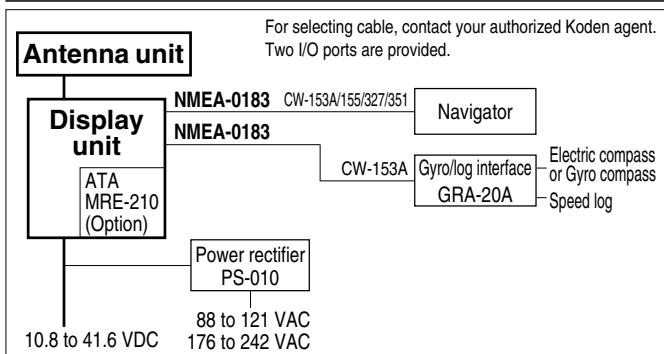 For selecting cable, contact your authorized Koden agent.
Two I/O ports are provided.
Antenna unit
NMEA-0183 CW-153A/155/327/351
Navigator
Display
unit
NMEA-0183
ATA
MRE-210
(Option)
CW-153A
Gyro/log interface
GRA-20A
Electric compass
or Gyro compass
Speed log
Power rectifier
PS-010
88 to 121 VAC
176 to 242 VAC
10.8 to 41.6 VDC